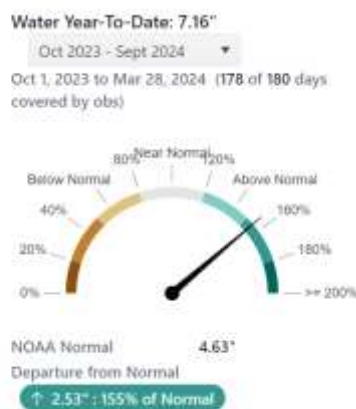 Water Year-To-Date: 7.16"
Oct 2023 - Sept 2024 ▼
Oct 1, 2023 to Mar 28, 2024 (178 of 180 days
covered by obs)
Near Normal
80% 120%
Below Normal Above Normal
40% 160%
20% 180%
0% >= 200%
NOAA Normal 4.63"
Departure from Normal
↑ 2.53" : 155% of Normal